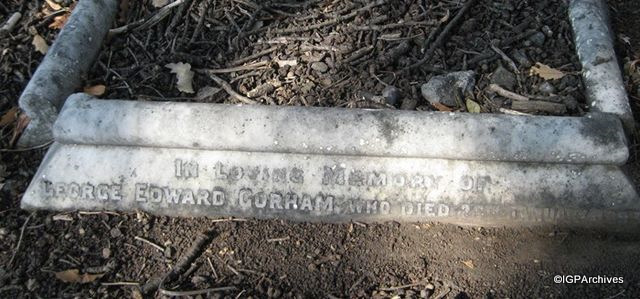 In Loving Memory of
George Edward Gorham, who died
©IGPArchives